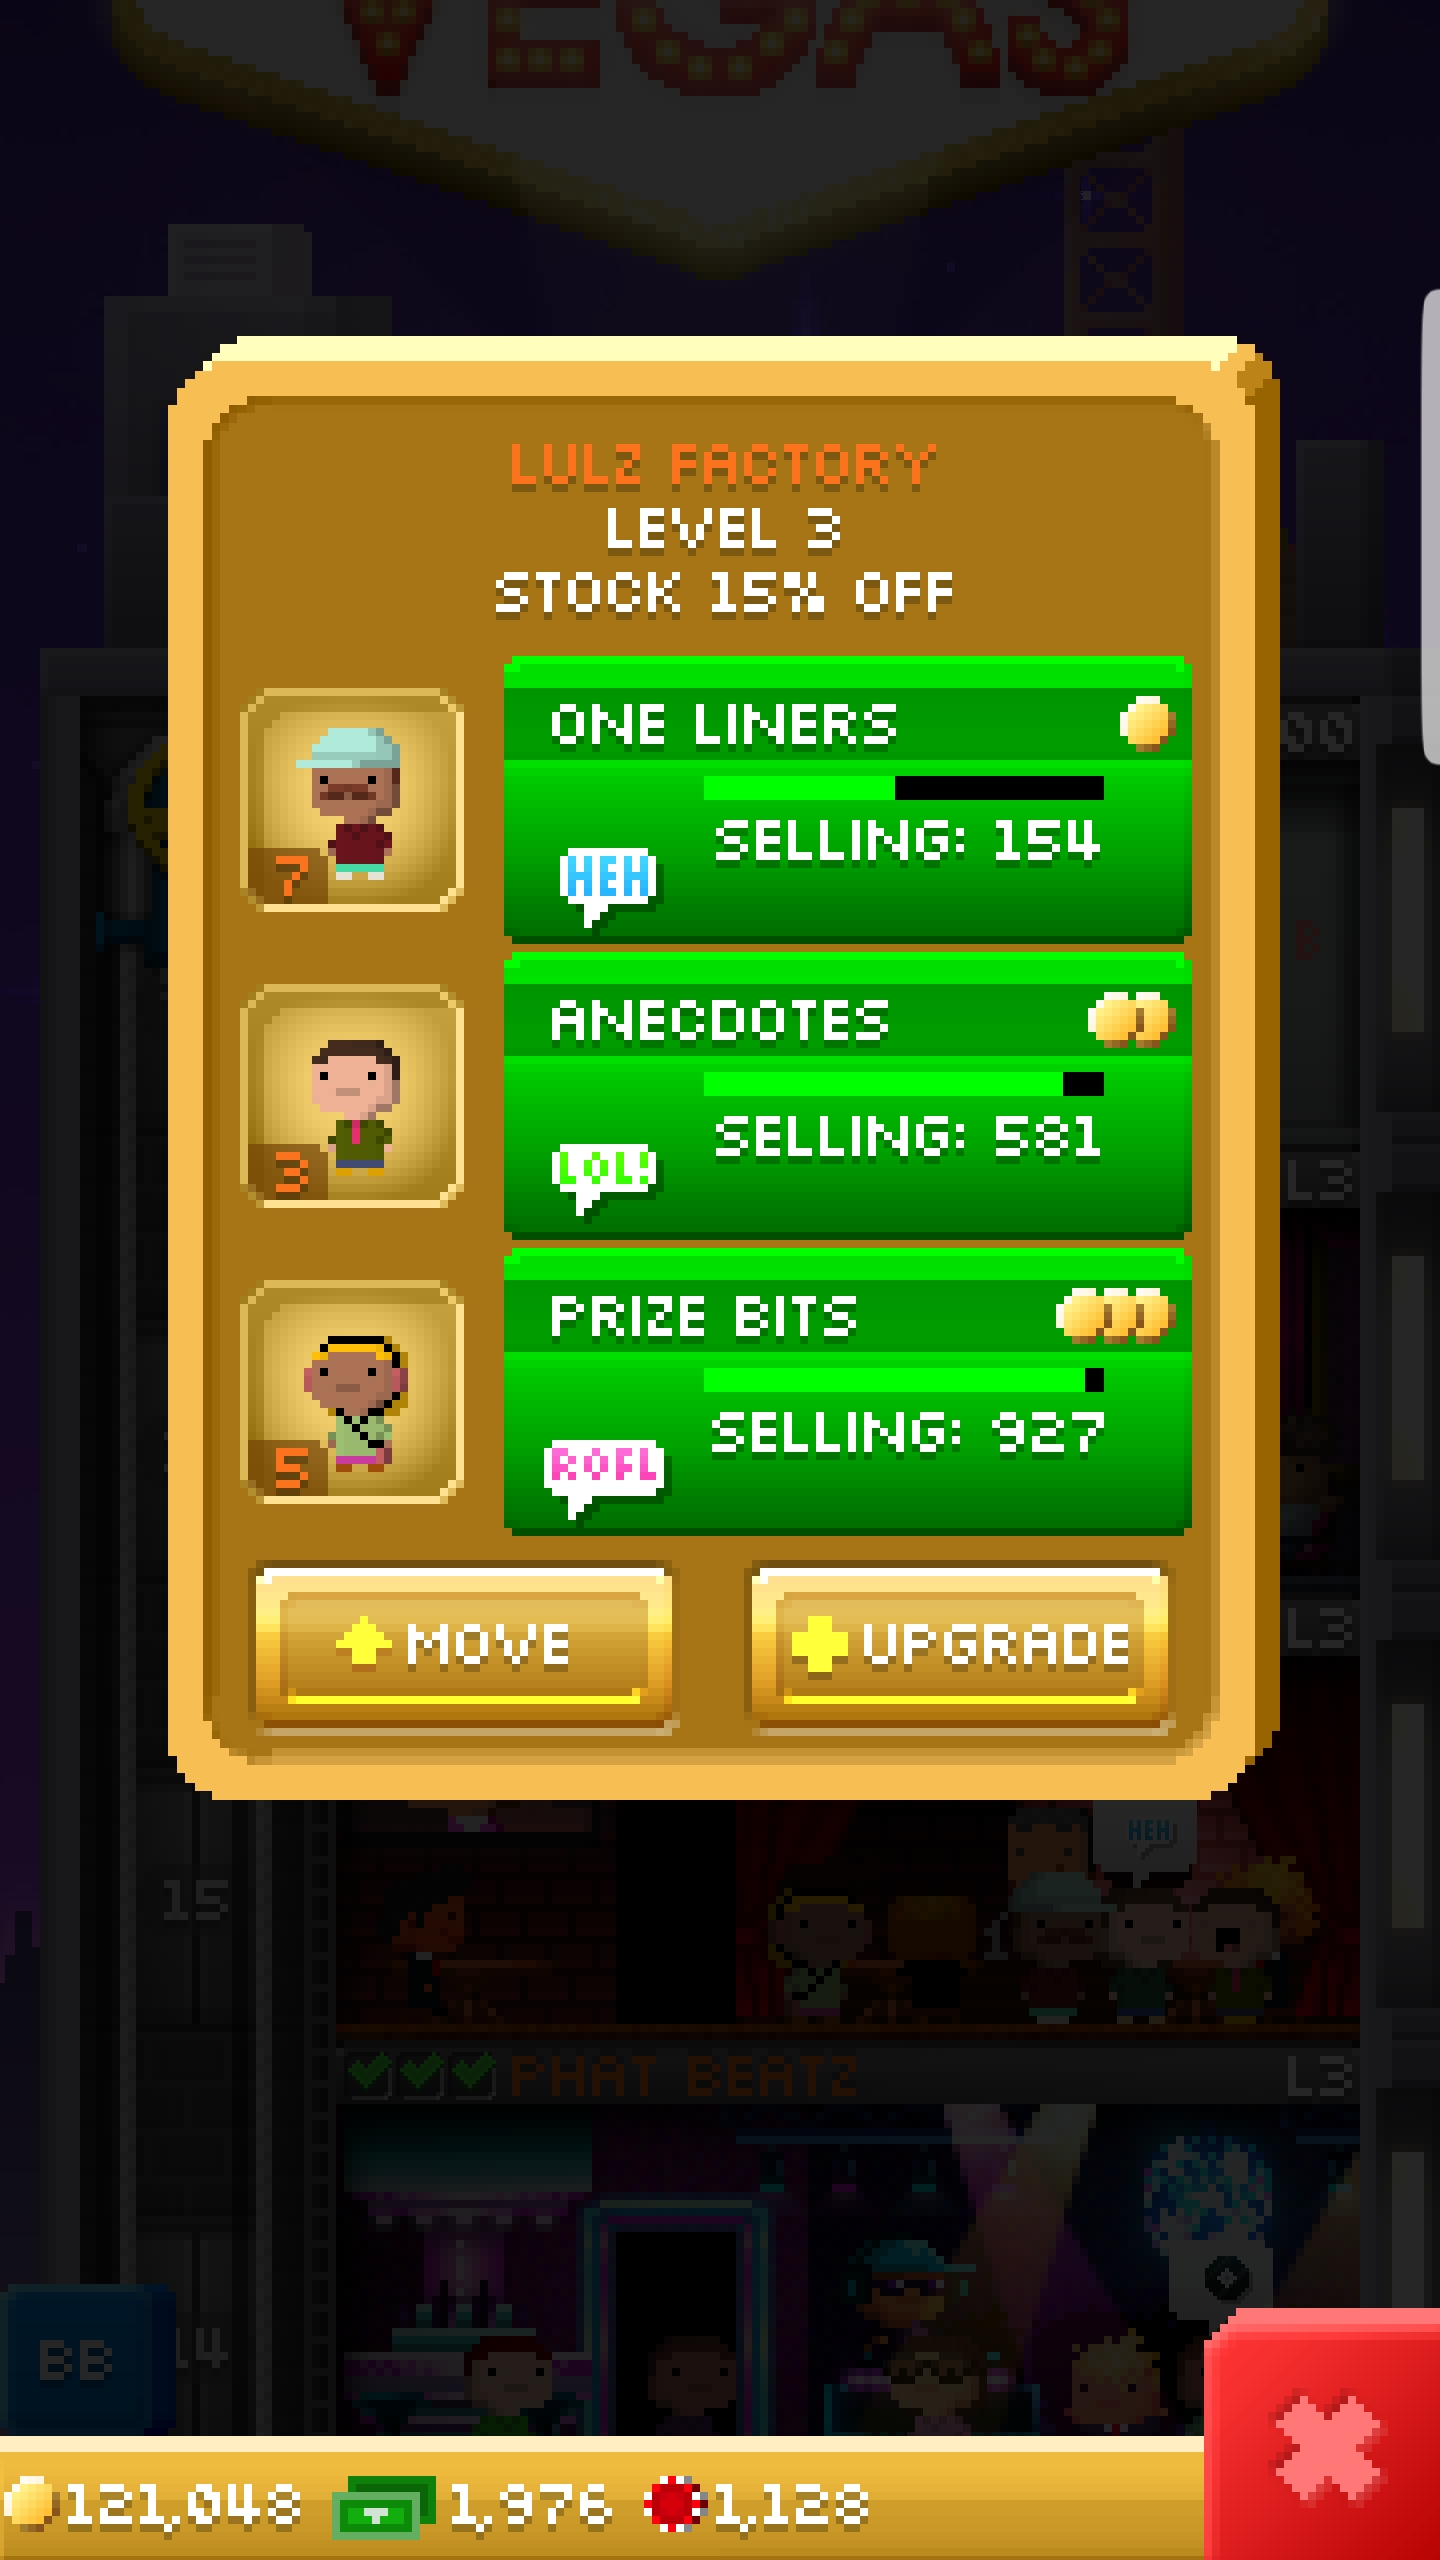 VEGAS
LULZ FACTORY
LEVEL 3
STOCK 15% OFF
ONE LINERS
7
SELLING: 154
HEH
ANECDOTES
3
SELLING: 581
LOL!
PRIZE BITS
5
SELLING: 927
ROFL
MOVE
UPGRADE
00
B
L3
L3
HEH
15
PHAT BEATZ
L3
BB
14
121,048
1,976
1,128